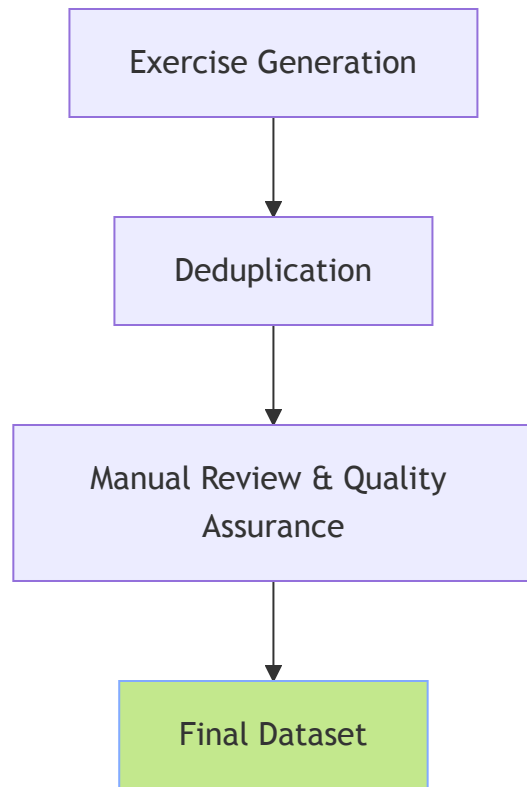 Exercise Generation
Deduplication
Manual Review & Quality
Assurance
Final Dataset